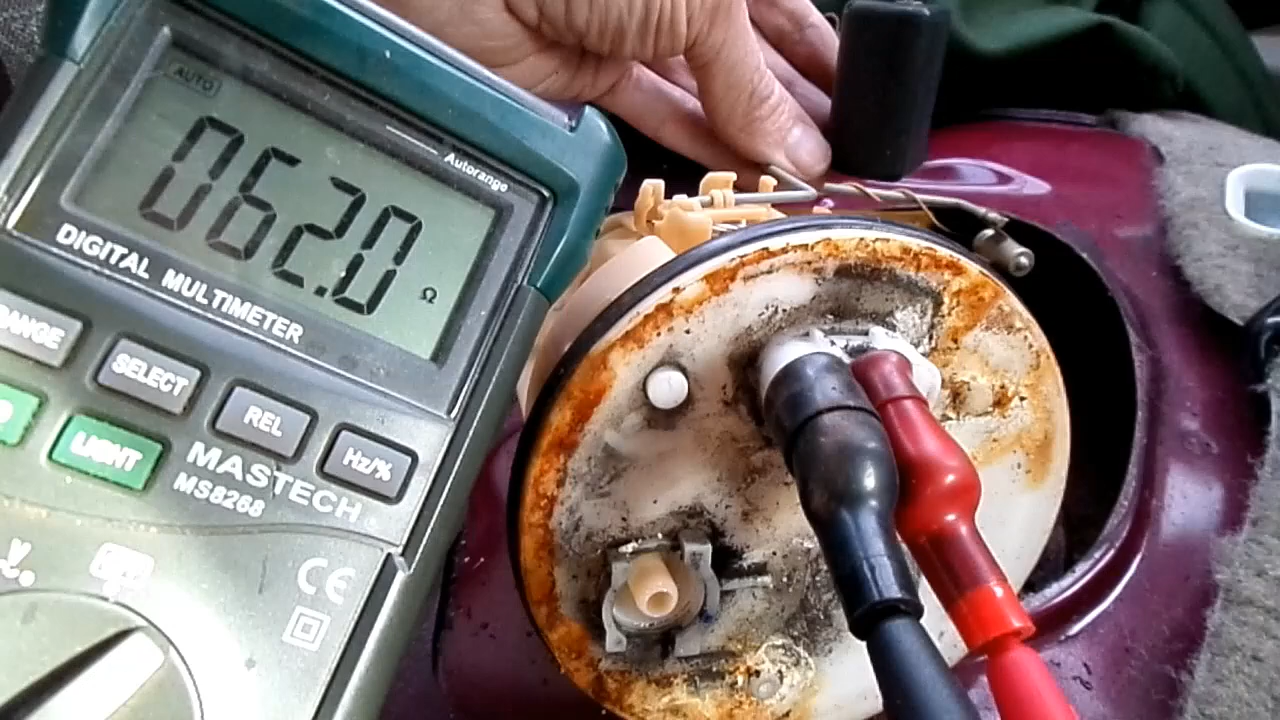 AUTO
062.0
Ω
Autorange
DIGITAL MULTIMETER
RANGE
SELECT
REL
Hz/%
LIGHT
MASTECH
MS8268
CE